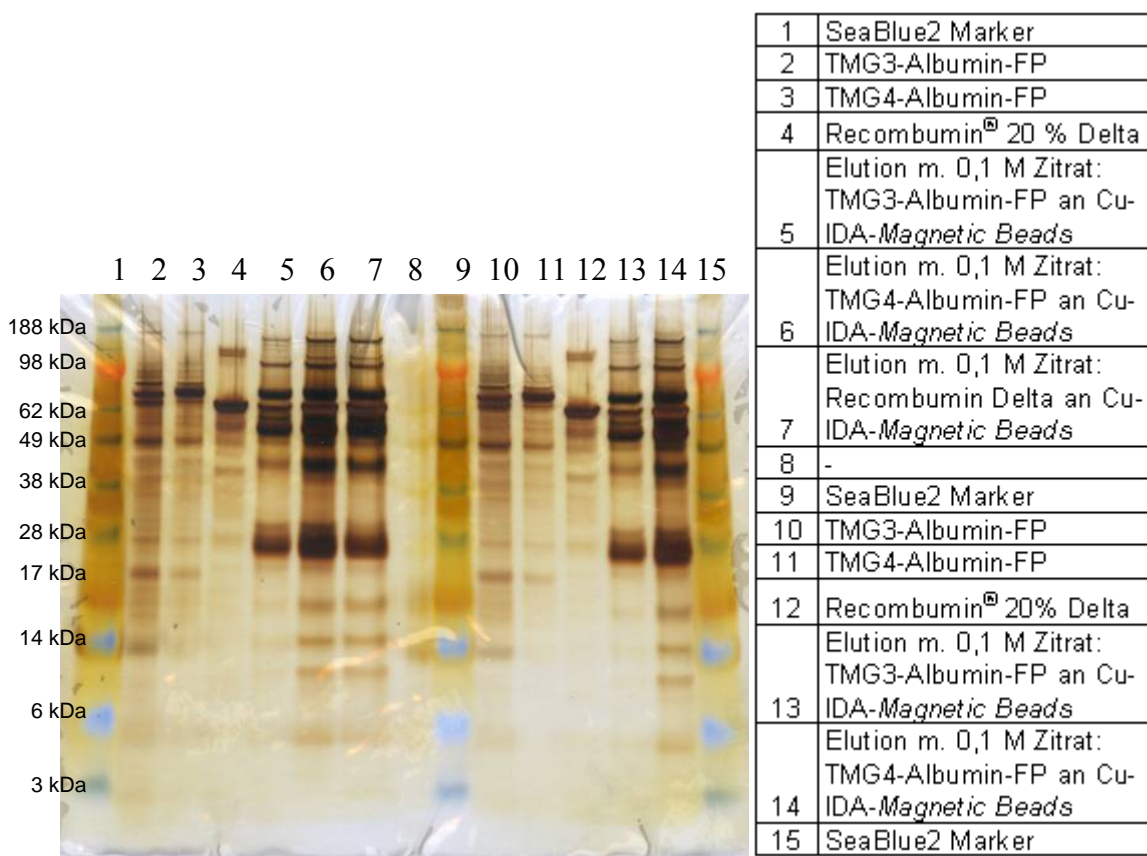 1 SeaBlue2 Marker
2 TMG3-Albumin-FP
3 TMG4-Albumin-FP
4 Recombumin® 20 % Delta
Elution m. 0,1 M Zitrat:
TMG3-Albumin-FP an Cu-
5 IDA-Magnetic Beads
Elution m. 0,1 M Zitrat:
TMG4-Albumin-FP an Cu-
6 IDA-Magnetic Beads
Elution m. 0,1 M Zitrat:
Recombumin Delta an Cu-
7 IDA-Magnetic Beads
8 -
9 SeaBlue2 Marker
10 TMG3-Albumin-FP
11 TMG4-Albumin-FP
12 Recombumin® 20% Delta
Elution m. 0,1 M Zitrat:
TMG3-Albumin-FP an Cu-
13 IDA-Magnetic Beads
Elution m. 0,1 M Zitrat:
TMG4-Albumin-FP an Cu-
14 IDA-Magnetic Beads
15 SeaBlue2 Marker
1 2 3 4 5 6 7 8 9 10 11 12 13 14 15
188 kDa
98 kDa
62 kDa
49 kDa
38 kDa
28 kDa
17 kDa
14 kDa
6 kDa
3 kDa